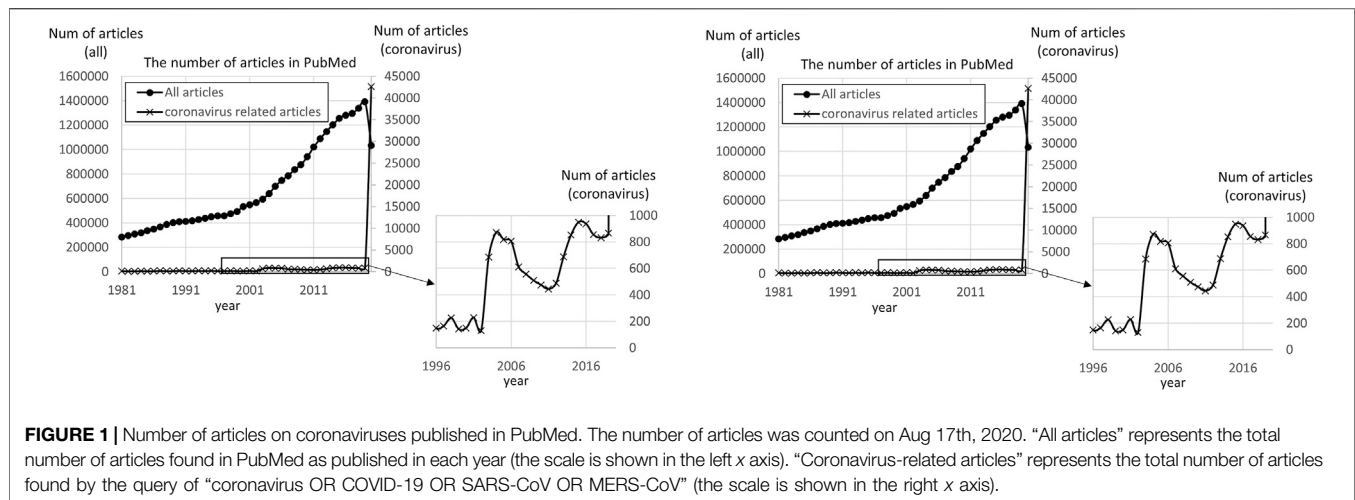 Num of articles
(all)
Num of articles
(coronavirus)
The number of articles in PubMed
1600000
1400000
1200000
1000000
800000
600000
400000
200000
0
All articles
coronavirus related articles
45000
40000
35000
30000
25000
20000
15000
10000
5000
0
1981
1991
2001
2011
year
Num of articles
(coronavirus)
1000
800
600
400
200
0
1996
2006
2016
year
Num of articles
(all)
Num of articles
(coronavirus)
The number of articles in PubMed
1600000
1400000
1200000
1000000
800000
600000
400000
200000
0
All articles
coronavirus related articles
45000
40000
35000
30000
25000
20000
15000
10000
5000
0
1981
1991
2001
2011
year
Num of articles
(coronavirus)
1000
800
600
400
200
0
1996
2006
2016
year
FIGURE 1 | Number of articles on coronaviruses published in PubMed. The number of articles was counted on Aug 17th, 2020. “All articles” represents the total
number of articles found in PubMed as published in each year (the scale is shown in the left x axis). “Coronavirus-related articles” represents the total number of articles
found by the query of “coronavirus OR COVID-19 OR SARS-CoV OR MERS-CoV” (the scale is shown in the right x axis).